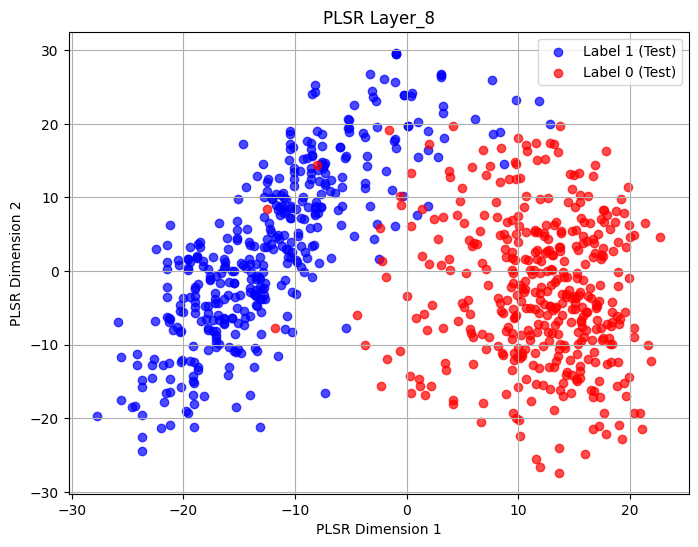 PLSR Layer_8
Label 1 (Test)
Label 0 (Test)
PLSR Dimension 2
30
20
10
0
−10
−20
−30
−30
−20
−10
0
10
20
PLSR Dimension 1